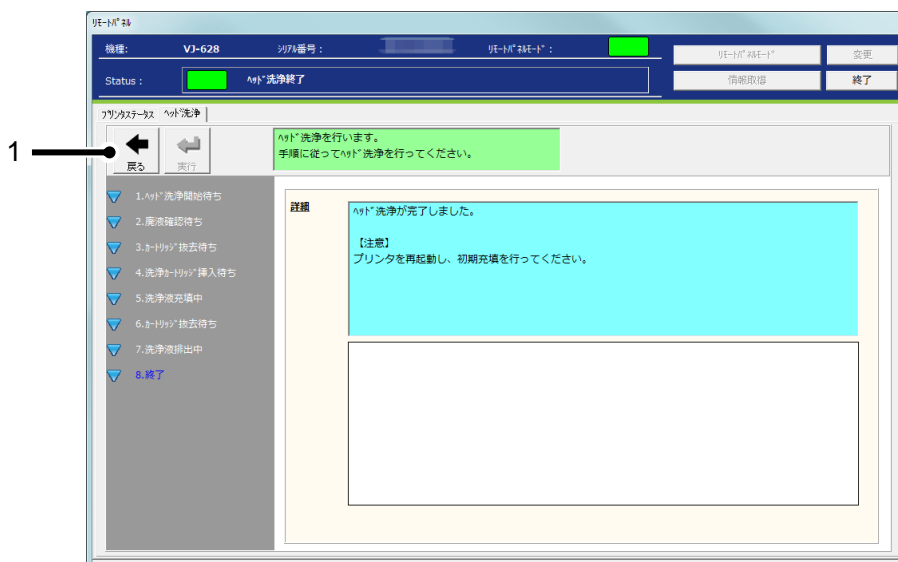 ﾘﾓｰﾄﾊﾟﾈﾙ
機種: VJ-628 ｼﾘｱﾙ番号： ﾘﾓｰﾄﾊﾟﾈﾙﾓｰﾄﾞ： ﾘﾓｰﾄﾊﾟﾈﾙﾓｰﾄﾞ 変更
Status： ﾍｯﾄﾞ洗浄終了 情報取得 終了
ﾌﾟﾘﾝﾀｽﾃｰﾀｽ ﾍｯﾄﾞ洗浄
1
戻る 実行
ﾍｯﾄﾞ洗浄を行います。
手順に従ってﾍｯﾄﾞ洗浄を行ってください。
1.ﾍｯﾄﾞ洗浄開始待ち
2.廃液確認待ち
3.ｶｰﾄﾘｯｼﾞ抜去待ち
4.洗浄ｶｰﾄﾘｯｼﾞ挿入待ち
5.洗浄液充填中
6.ｶｰﾄﾘｯｼﾞ抜去待ち
7.洗浄液排出中
8.終了
詳細
ﾍｯﾄﾞ洗浄が完了しました。
【注意】
プリンタを再起動し、初期充填を行ってください。